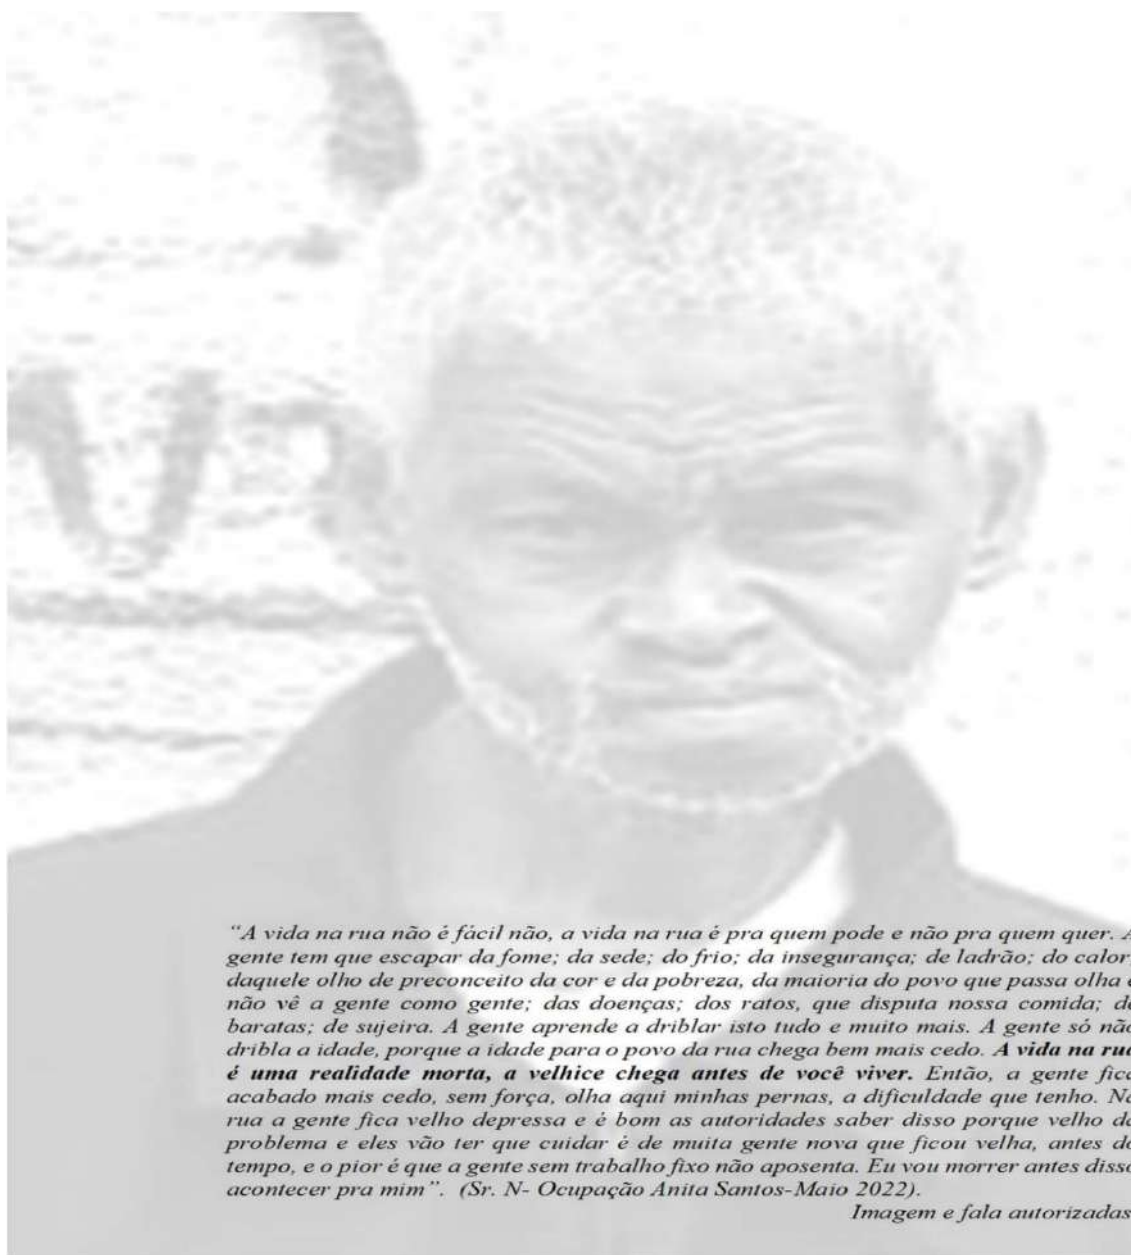 "A vida na rua não é fácil não, a vida na rua é pra quem pode e não pra quem quer. A
gente tem que escapar da fome; da sede; do frio; da insegurança; de ladrão; do calor
daquele olho de preconceito da cor e da pobreza, da maioria do povo que passa olha e
não vê a gente como gente; das doenças; dos ratos, que disputa nossa comida; de
baratas; de sujeira. A gente aprende a driblar isto tudo e muito mais. A gente só não
dribla a idade, porque a idade para o povo da rua chega bem mais cedo. A vida na rua
é uma realidade morta, a velhice chega antes de você viver. Então, a gente fica
acabado mais cedo, sem força, olha aqui minhas pernas, a dificuldade que tenho. Na
rua a gente fica velho depressa e é bom as autoridades saber disso porque velho dá
problema e eles vão ter que cuidar é de muita gente nova que ficou velha, antes do
tempo, e o pior é que a gente sem trabalho fixo não aposenta. Eu vou morrer antes disso
acontecer pra mim". (Sr. N- Ocupação Anita Santos-Maio 2022).
Imagem e fala autorizadas